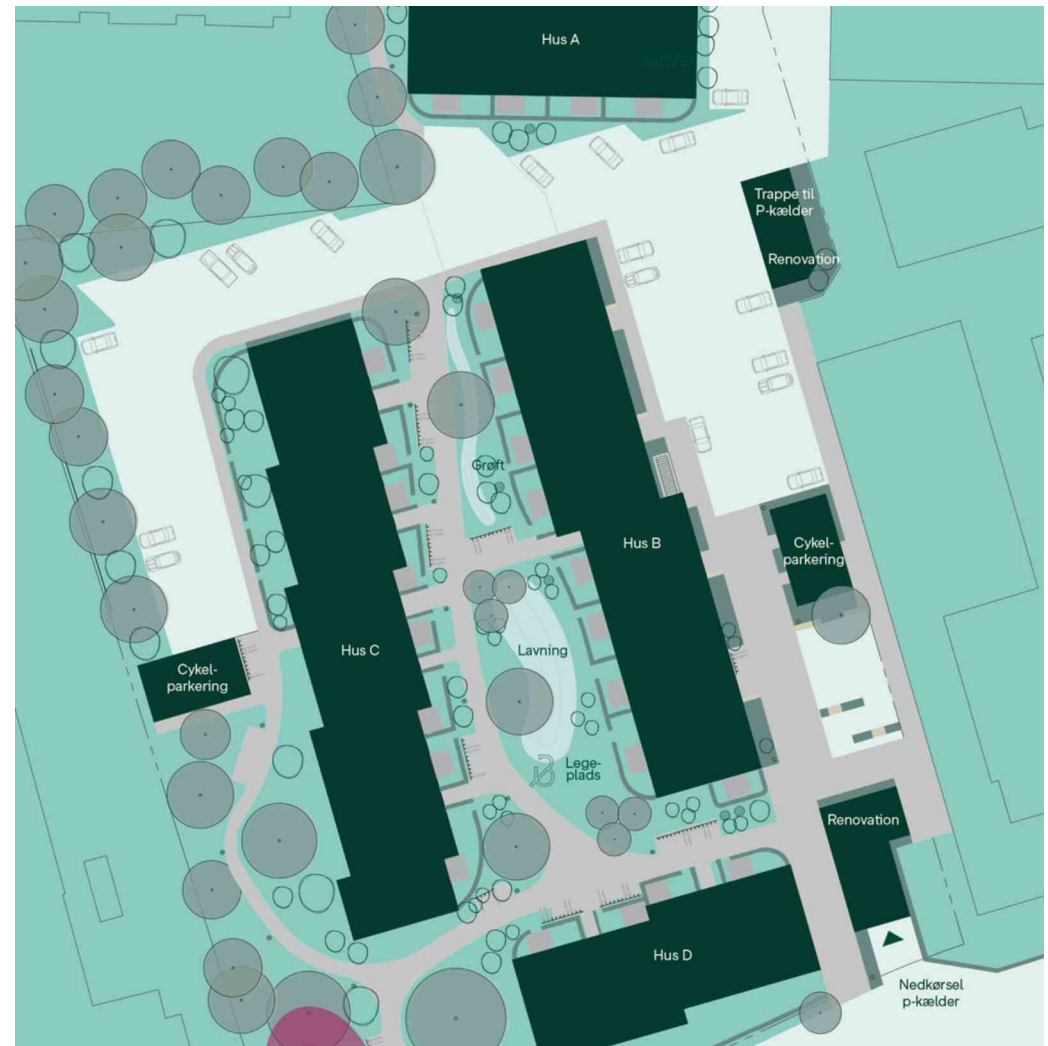 Hus A
Trappe til
P-kælder
Renovation
Grøft
Hus B
Cykel-
parkering
Hus C
Lavning
Cykel-
parkering
Lege-
plads
Renovation
Hus D
Nedkørsel
p-kælder